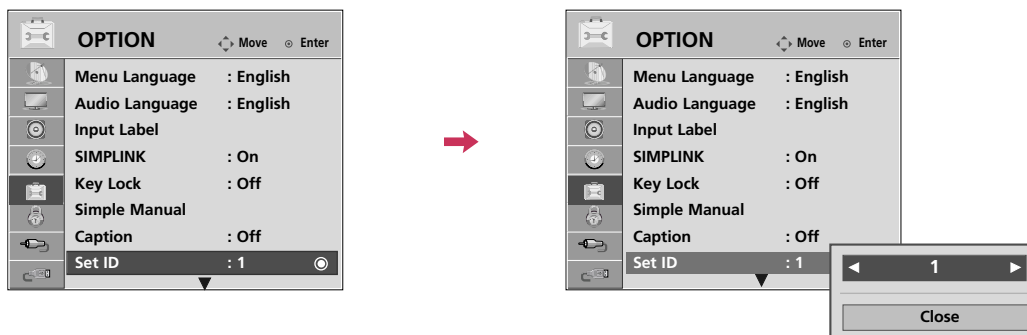 OPTION Move Enter
Menu Language : English
Audio Language : English
Input Label
SIMPLINK : On
Key Lock : Off
Simple Manual
Caption : Off
Set ID : 1
OPTION Move Enter
Menu Language : English
Audio Language : English
Input Label
SIMPLINK : On
Key Lock : Off
Simple Manual
Caption : Off
Set ID : 1
◄ 1 ►
Close